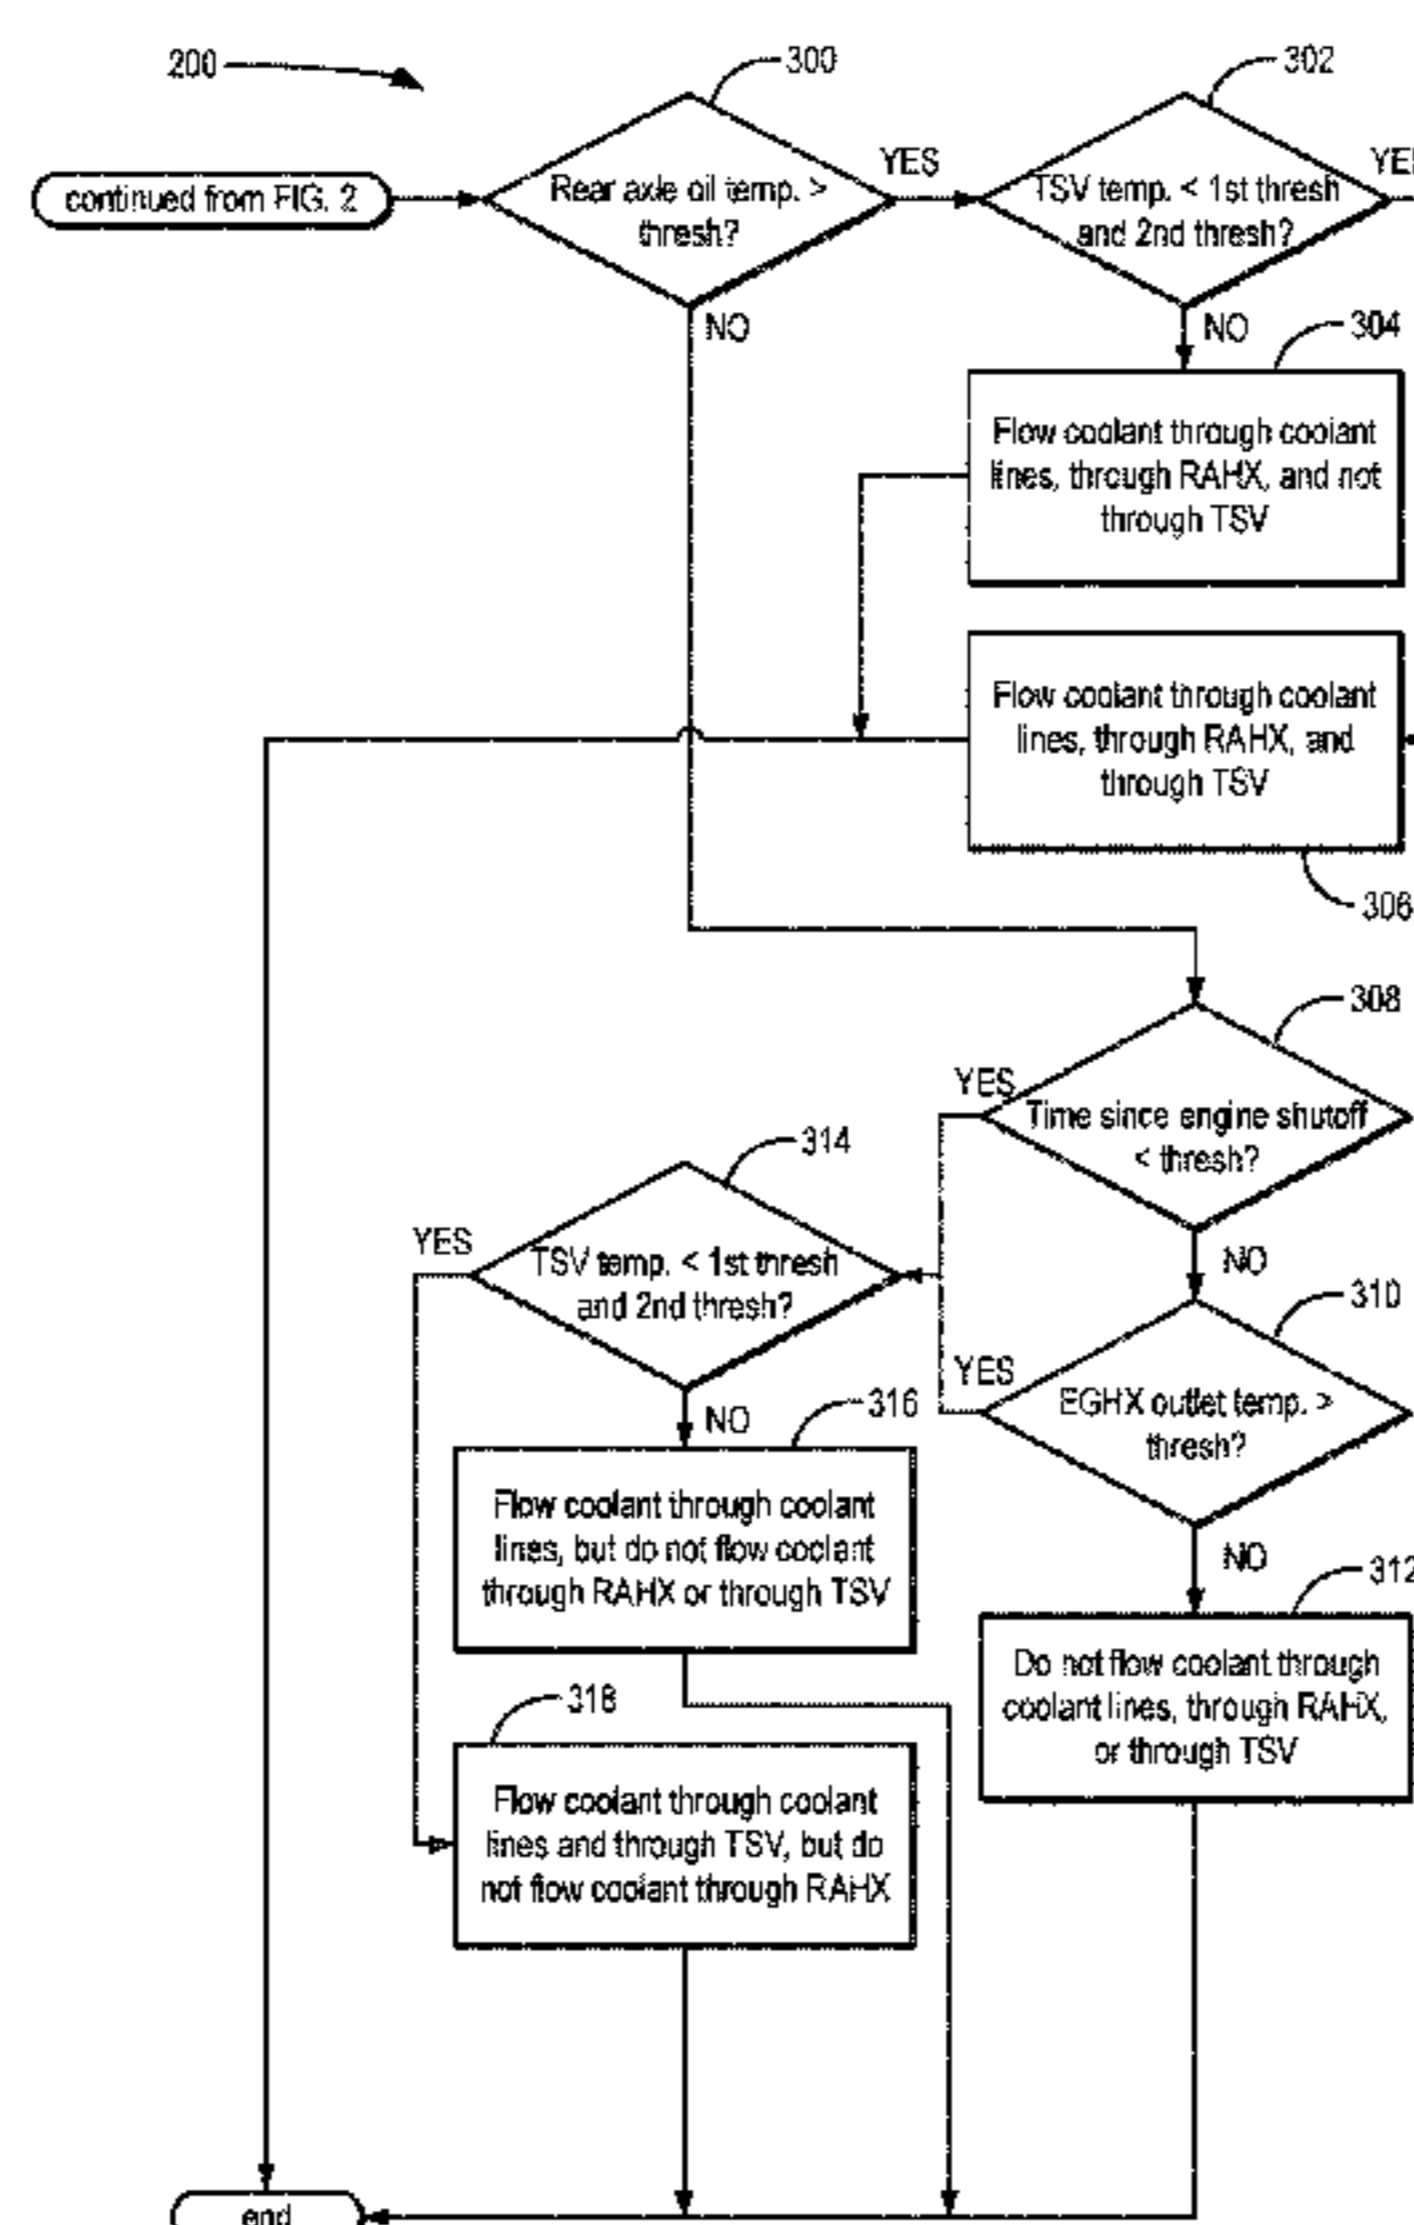 200
300
302
continued from FIG. 2
Rear axle oil temp. >
thresh?
YES
TSV temp. < 1st thresh
and 2nd thresh?
NO
NO
304
Flow coolant through coolant
lines, through RAHX, and not
through TSV
Flow coolant through coolant
lines, through RAHX, and
through TSV
306
308
YES
Time since engine shutoff
< thresh?
314
YES
TSV temp. < 1st thresh
and 2nd thresh?
NO
310
YES
EGHX outlet temp. >
thresh?
NO
316
Flow coolant through coolant
lines, but do not flow coolant
through RAHX or through TSV
NO
312
Do not flow coolant through
coolant lines, through RAHX,
or through TSV
318
Flow coolant through coolant
lines and through TSV, but do
not flow coolant through RAHX
end